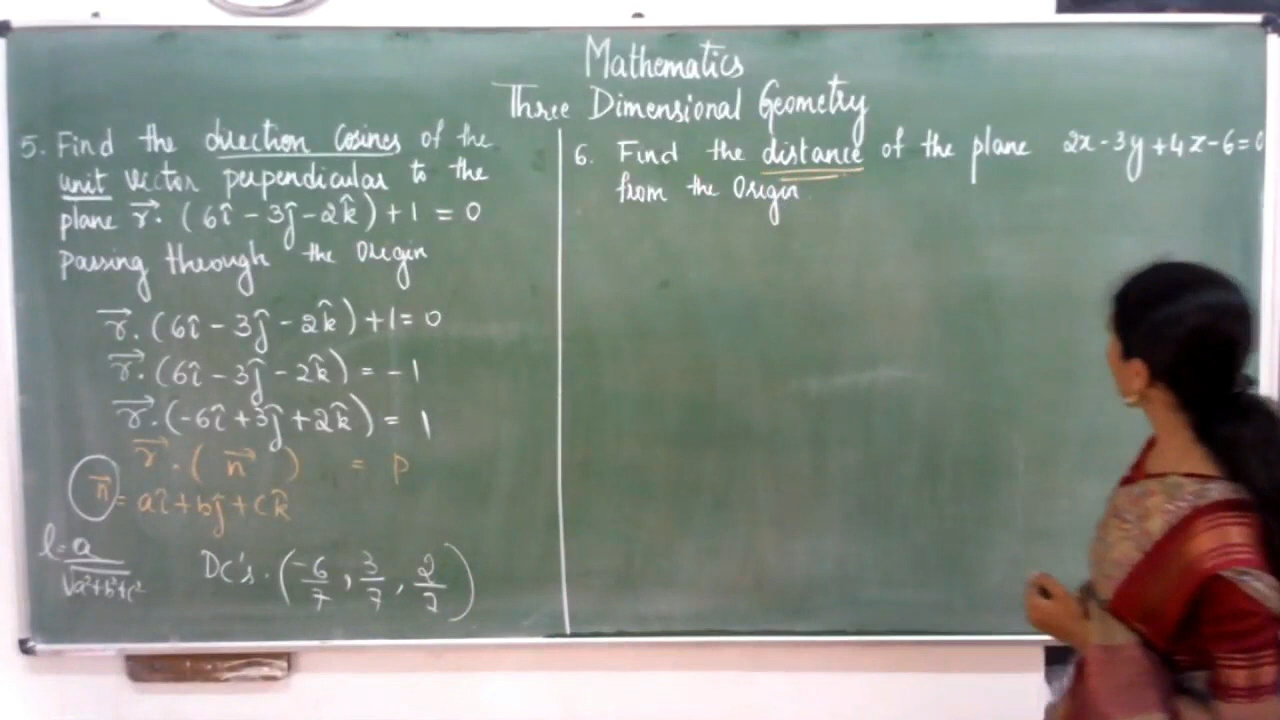 Mathematics
Three Dimensional Geometry
5. Find the direction cosines of the
unit vector perpendicular to the
plane r⃗. (6î - 3ĵ - 2k̂) + 1 = 0
passing through the origin
r⃗. (6î - 3ĵ - 2k̂) + 1 = 0
r⃗. (6î - 3ĵ - 2k̂) = - 1
r⃗. (-6î + 3ĵ + 2k̂) = 1
r⃗ . ( n⃗ ) = p
n⃗ = aî + bĵ + ck̂
l = a/√a²+b²+c²
Dc's. (-6/7, 3/7, 2/7)
6. Find the distance of the plane 2x - 3y + 4z - 6 = 0
from the Origin